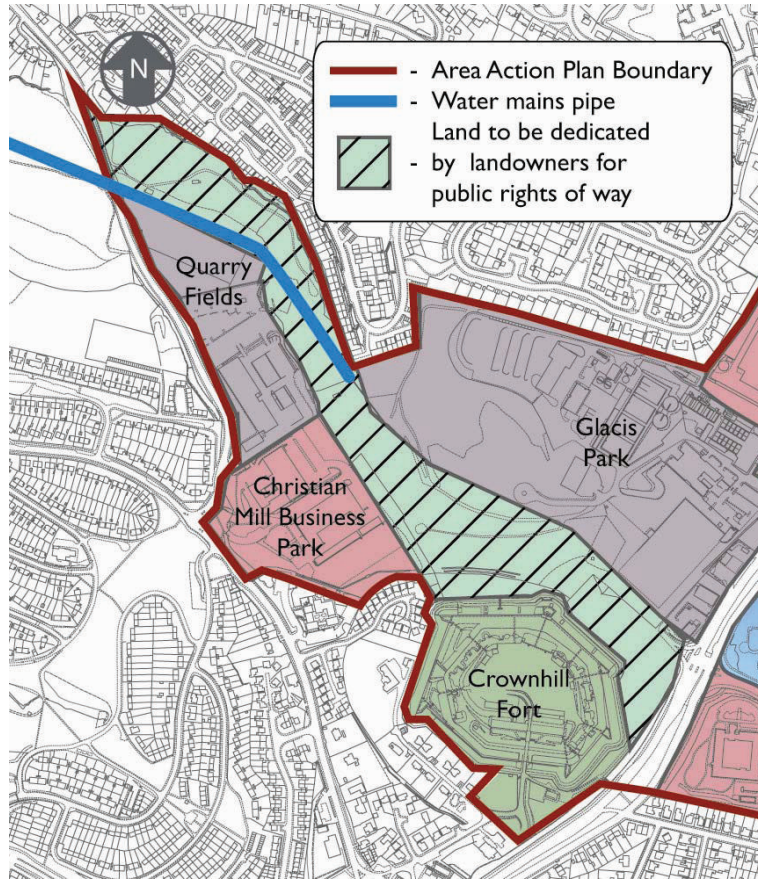 N
- Area Action Plan Boundary
- Water mains pipe
Land to be dedicated
- by landowners for
public rights of way
Quarry
Fields
Glacis
Park
Christian
Mill Business
Park
Crownhill
Fort